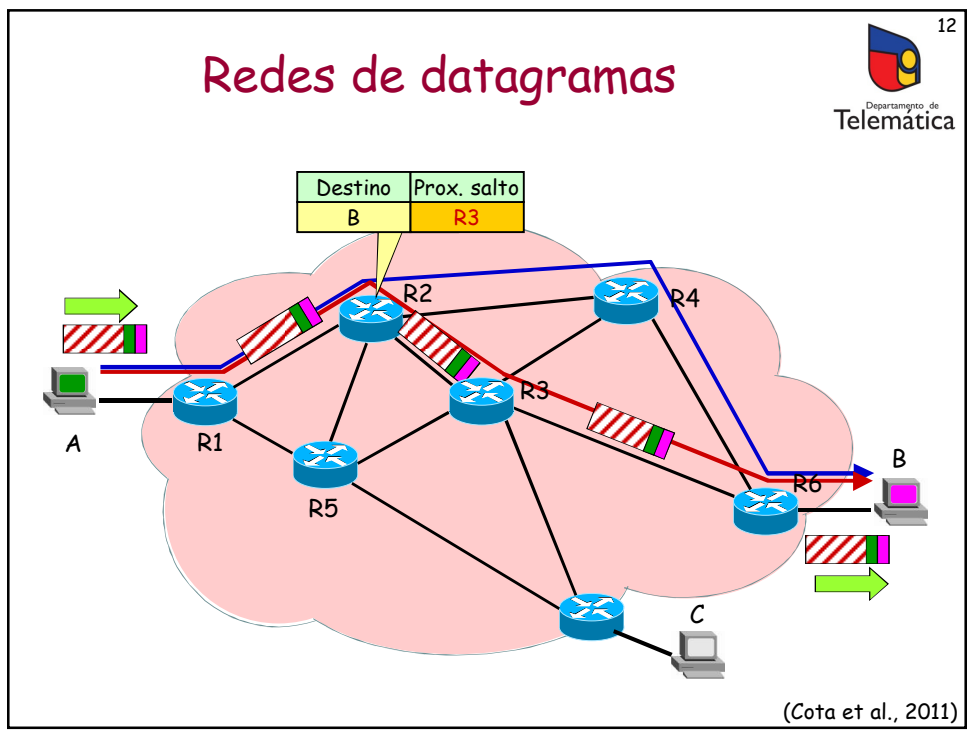 12
Redes de datagramas
Departamento de
Telemática
Destino Prox. salto
B R3
R2
R4
R3
A
R1
B
R6
R5
C
(Cota et al., 2011)